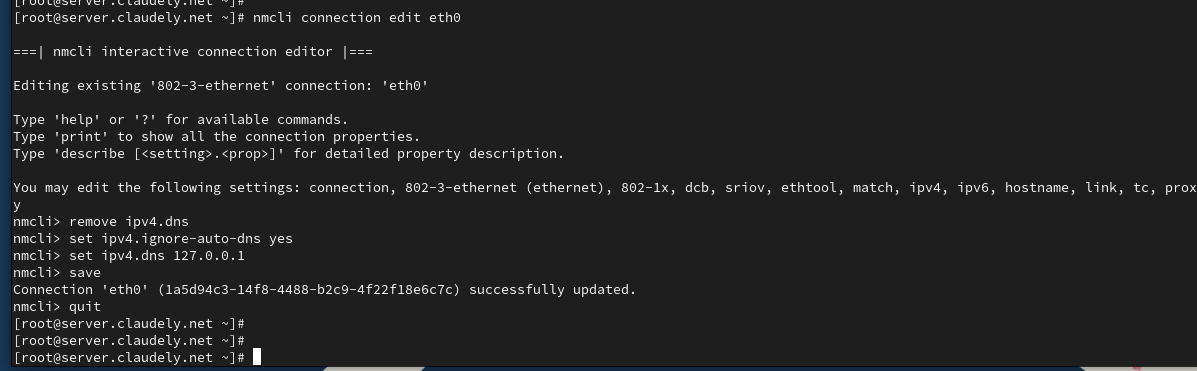 [root@server.claudely.net ~]#
[root@server.claudely.net ~]# nmcli connection edit eth0
===| nmcli interactive connection editor |===
Editing existing '802-3-ethernet' connection: 'eth0'
Type 'help' or '?' for available commands.
Type 'print' to show all the connection properties.
Type 'describe [<setting>.<prop>]' for detailed property description.
You may edit the following settings: connection, 802-3-ethernet (ethernet), 802-1x, dcb, sriov, ethtool, match, ipv4, ipv6, hostname, link, tc, prox
y
nmcli> remove ipv4.dns
nmcli> set ipv4.ignore-auto-dns yes
nmcli> set ipv4.dns 127.0.0.1
nmcli> save
Connection 'eth0' (1a5d94c3-14f8-4488-b2c9-4f22f18e6c7c) successfully updated.
nmcli> quit
[root@server.claudely.net ~]#
[root@server.claudely.net ~]#
[root@server.claudely.net ~]#